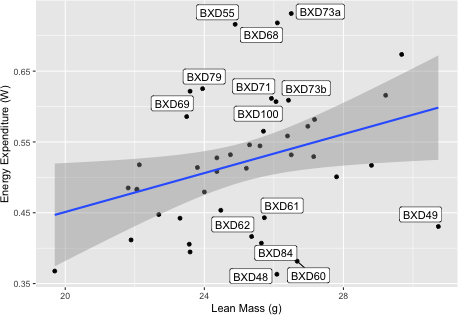 BXD55
BXD73a
BXD68
BXD79
BXD71
BXD73b
BXD69
BXD100
BXD61
BXD49
BXD62
BXD84
BXD48
BXD60
0.65
0.55
0.45
0.35
20
24
28
Lean Mass (g)
Energy Expenditure (W)